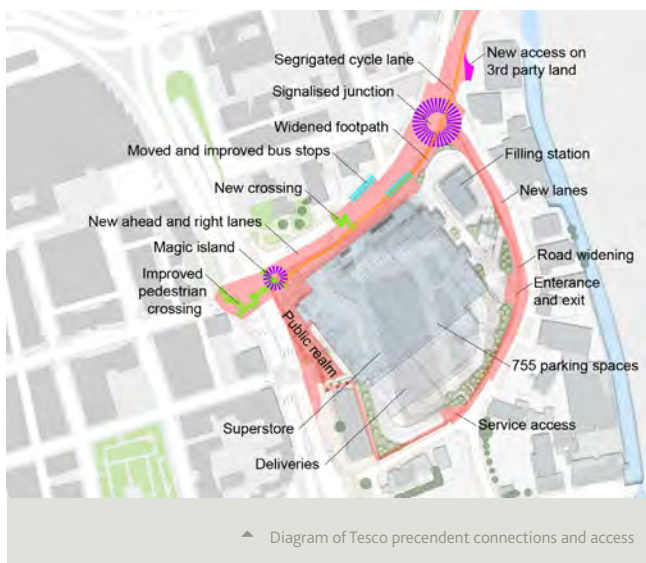 Segrigated cycle lane
New access on
3rd party land
Signalised junction
Widened footpath
Moved and improved bus stops
Filling station
New crossing
New lanes
New ahead and right lanes
Magic island
Road widening
Improved
pedestrian
crossing
Enterance
and exit
Public realm
755 parking spaces
Superstore
Service access
Deliveries
Diagram of Tesco precendent connections and access